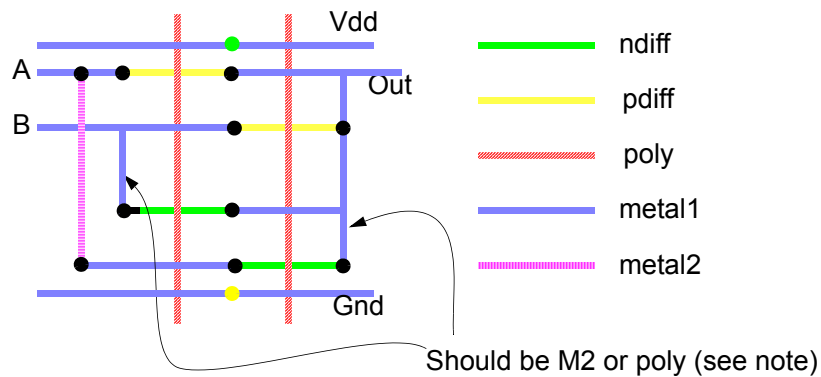 Vdd
A
Out
B
Gnd
ndiff
pdiff
poly
metal1
metal2
Should be M2 or poly (see note)